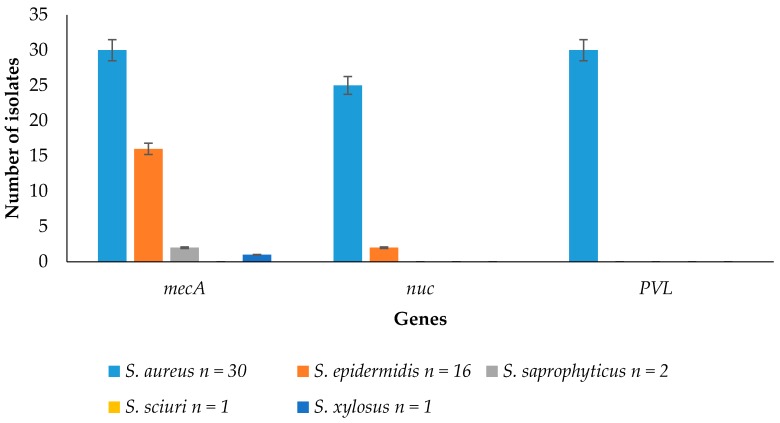 35
30
25
20
15
10
5
0
Number of isolates
mecA nuc PVL
Genes
S. aureus n = 30 S. epidermidis n = 16 S. saprophyticus n = 2
S. sciuri n = 1 S. xylosus n = 1